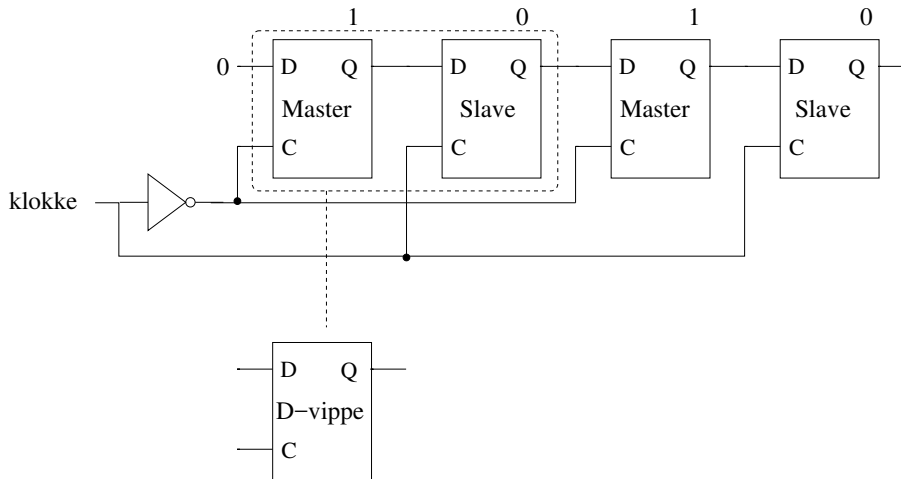 1 0 1 0
0 D Q D Q D Q D Q
Master Slave Master Slave
C C C C
klokke
D Q
D−vippe
C